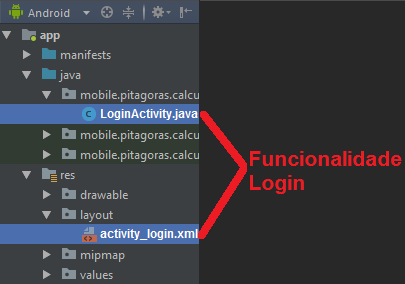 Android
app
manifests
java
mobile.pitagoras.calcu
LoginActivity.java
mobile.pitagoras.calcu
mobile.pitagoras.calcu
res
drawable
layout
activity_login.xml
mipmap
values
Funcionalidade
Login